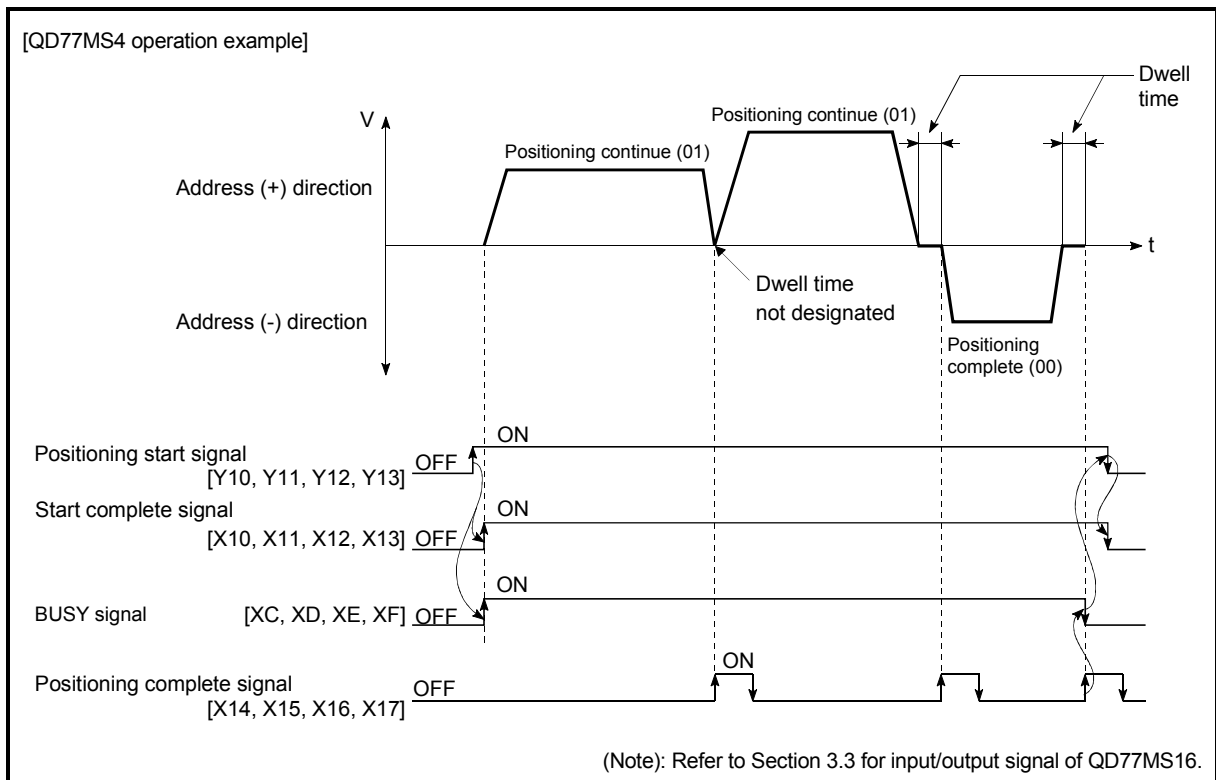 [QD77MS4 operation example]
Dwell
time
V
Positioning continue (01)
Positioning continue (01)
Address (+) direction
t
Dwell time
not designated
Address (-) direction
Positioning
complete (00)
ON
Positioning start signal
[Y10, Y11, Y12, Y13]
OFF
ON
Start complete signal
[X10, X11, X12, X13]
OFF
ON
BUSY signal
[XC, XD, XE, XF]
OFF
ON
Positioning complete signal
OFF
[X14, X15, X16, X17]
(Note): Refer to Section 3.3 for input/output signal of QD77MS16.